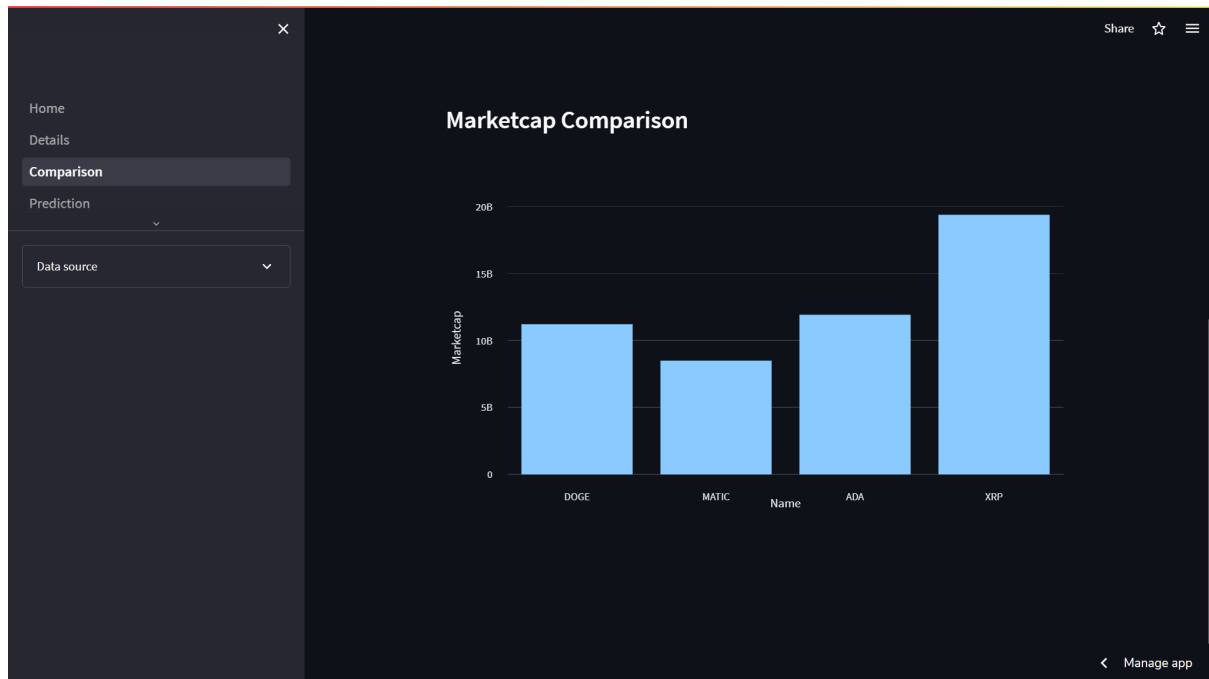 Share
Home
Details
Comparison
Prediction
Data source
Marketcap Comparison
20B
15B
10B
5B
0
Marketcap
DOGE
MATIC
ADA
XRP
Name
Manage app